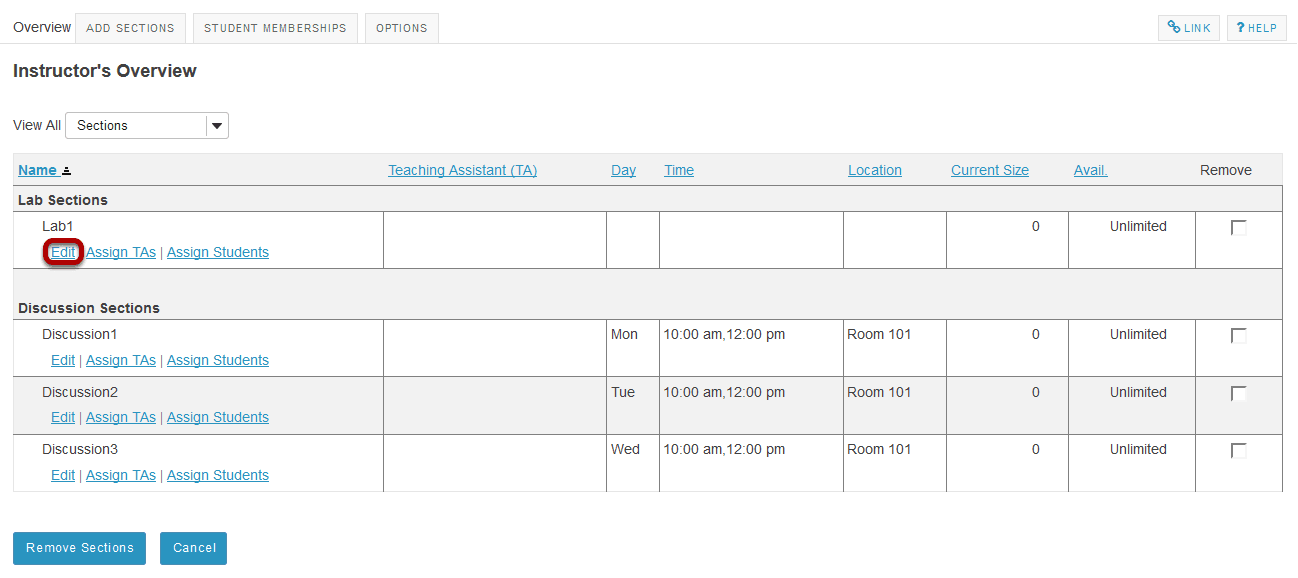 Overview ADD SECTIONS STUDENT MEMBERSHIPS OPTIONS LINK ? HELP
Instructor's Overview
View All Sections
Name Teaching Assistant (TA) Day Time Location Current Size Avail. Remove
Lab Sections
Lab1 0 Unlimited
Edit | Assign TAs | Assign Students
Discussion Sections
Discussion1 Mon 10:00 am,12:00 pm Room 101 0 Unlimited
Edit | Assign TAs | Assign Students
Discussion2 Tue 10:00 am,12:00 pm Room 101 0 Unlimited
Edit | Assign TAs | Assign Students
Discussion3 Wed 10:00 am,12:00 pm Room 101 0 Unlimited
Edit | Assign TAs | Assign Students
Remove Sections Cancel